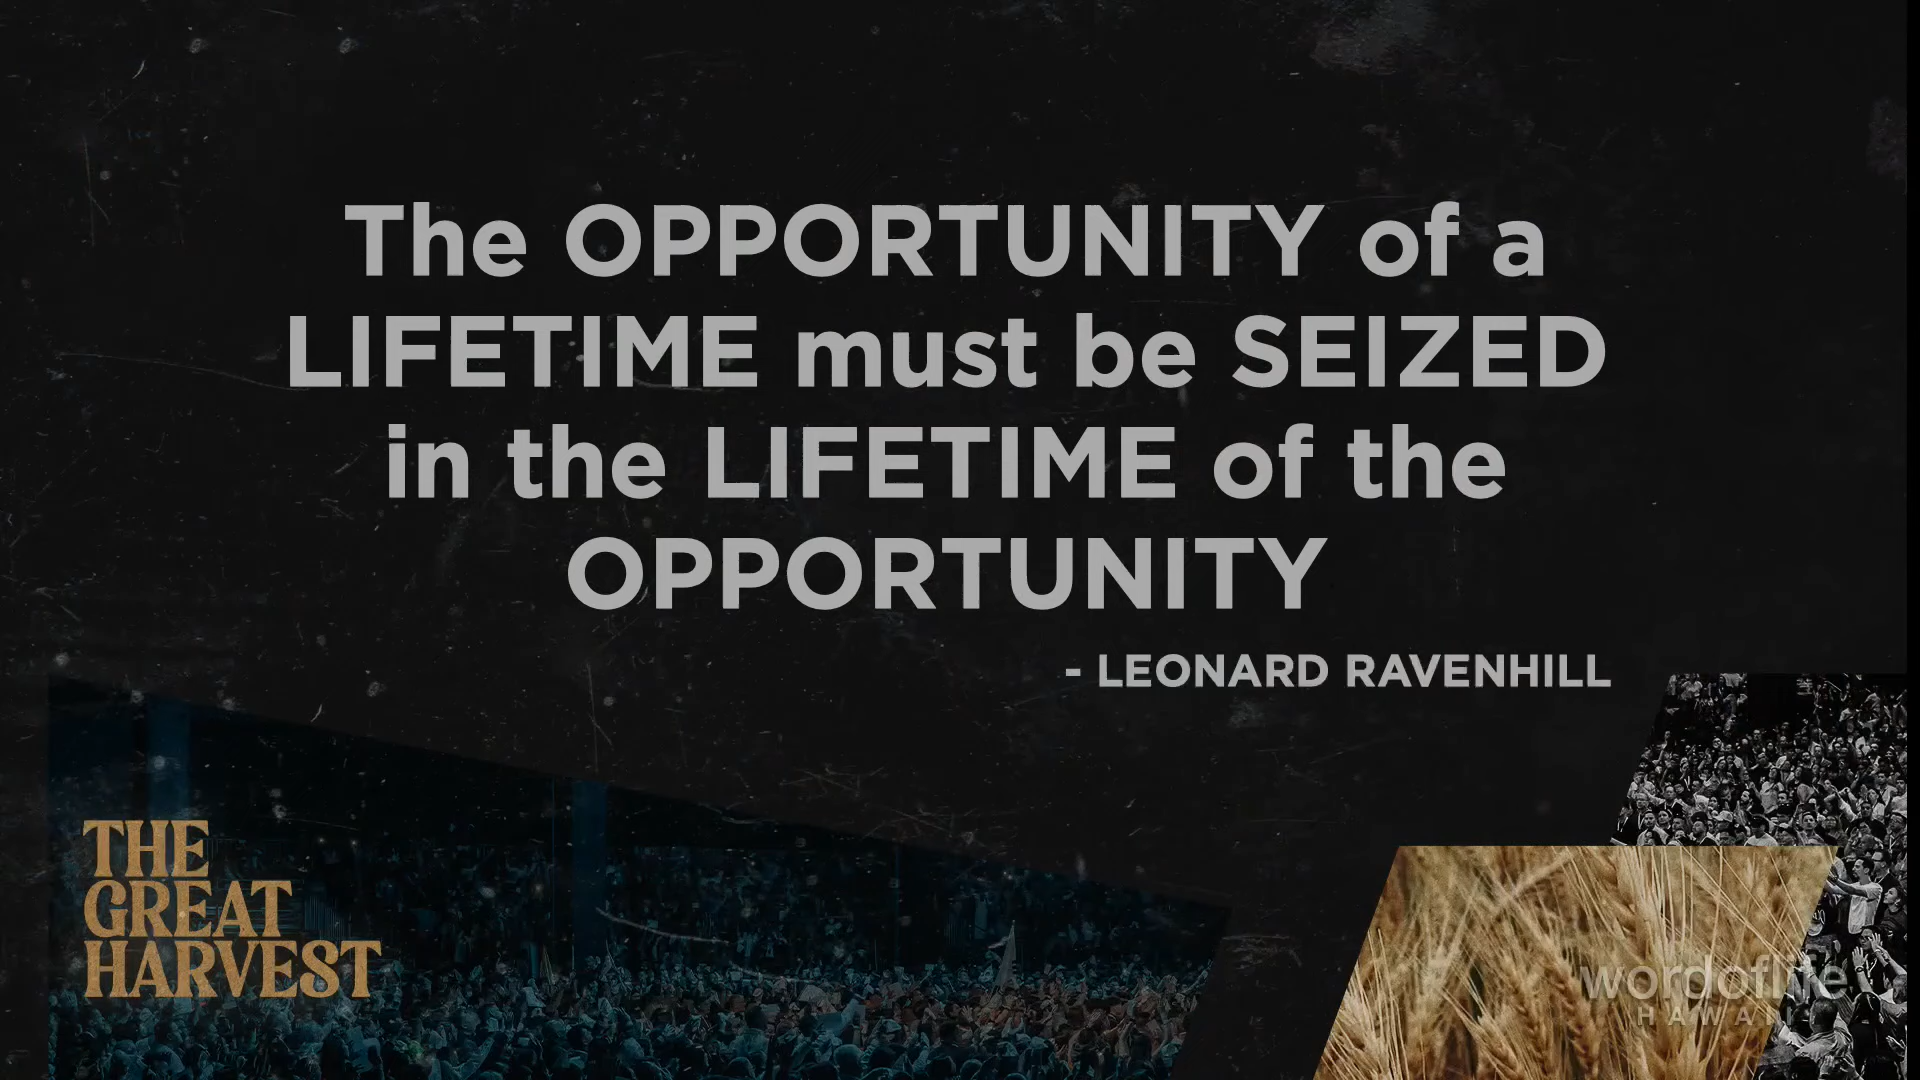 The OPPORTUNITY of a
LIFETIME must be SEIZED
in the LIFETIME of the
OPPORTUNITY
- LEONARD RAVENHILL
THE
GREAT
HARVEST
wordoflife
HAWAII